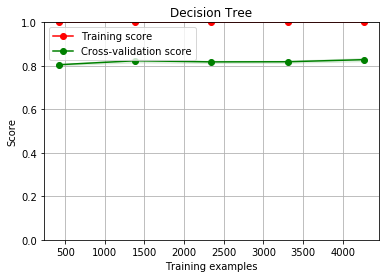 Decision Tree
1.0
Training score
Cross-validation score
0.8
0.6
0.4
0.2
0.0
Score
500 1000 1500 2000 2500 3000 3500 4000
Training examples